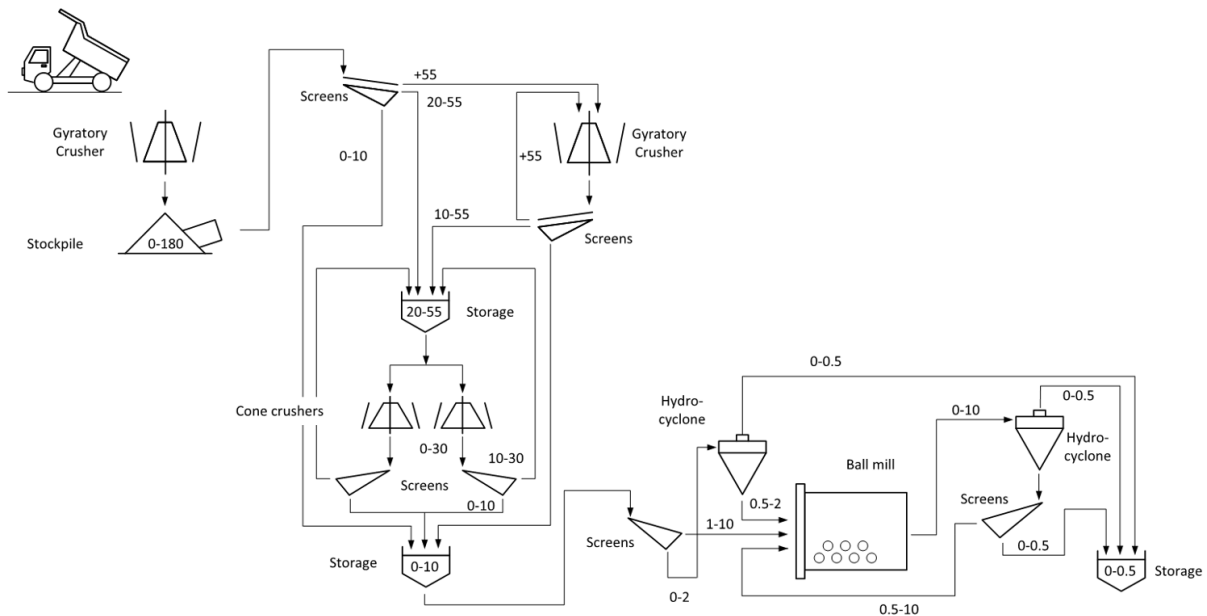 +55
Screens
20-55
Gyratory
Crusher
Gyratory
Crusher
0-10
+55
10-55
Stockpile
0-180
Screens
20-55
Storage
0-0.5
Cone crushers
Hydro-
cyclone
0-0.5
0-10
0-30
10-30
Hydro-
cyclone
Ball mill
Screens
0-10
0.5-2
Screens
1-10
Screens
0-0.5
Storage
0-10
0-0.5
Storage
0-2
0.5-10